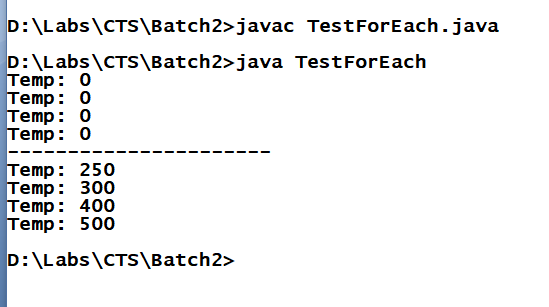 D:\Labs\CTS\Batch2>javac TestForEach.java
D:\Labs\CTS\Batch2>java TestForEach
Temp: 0
Temp: 0
Temp: 0
Temp: 0
-----------------------
Temp: 250
Temp: 300
Temp: 400
Temp: 500
D:\Labs\CTS\Batch2>